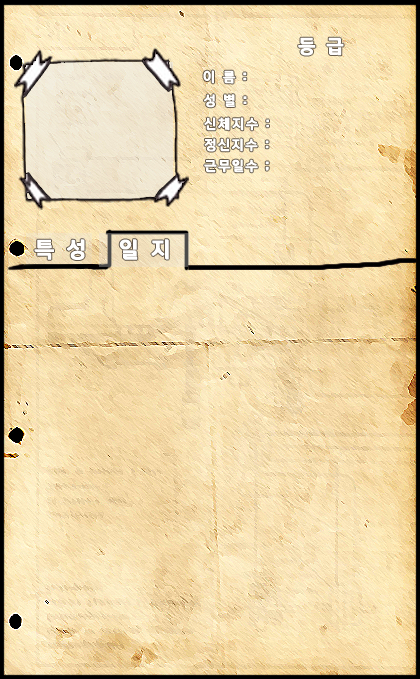 등 급
이 름 :
성 별 :
신체지수 :
정신지수 :
근무일수 ;
특 성
일 지